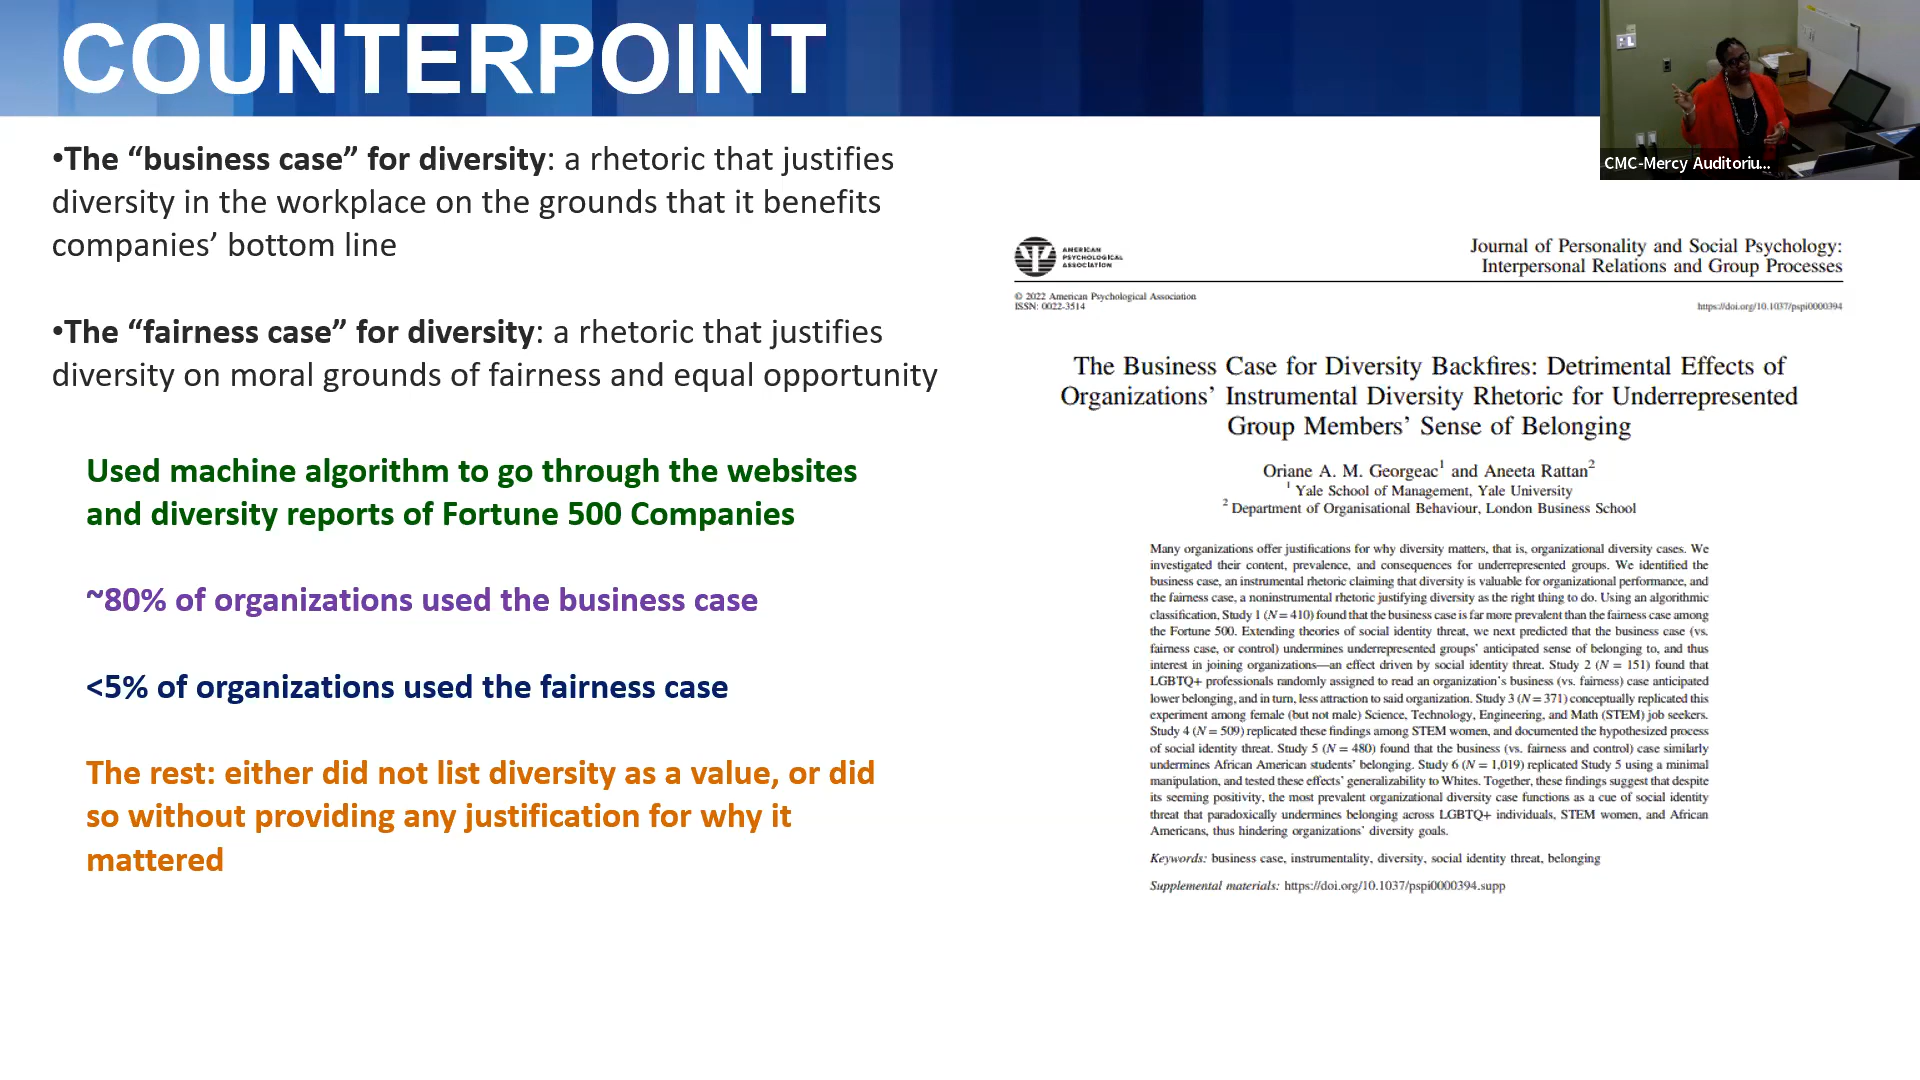 COUNTERPOINT
•The “business case” for diversity: a rhetoric that justifies
diversity in the workplace on the grounds that it benefits
companies’ bottom line
•The “fairness case” for diversity: a rhetoric that justifies
diversity on moral grounds of fairness and equal opportunity
Used machine algorithm to go through the websites
and diversity reports of Fortune 500 Companies
~80% of organizations used the business case
<5% of organizations used the fairness case
The rest: either did not list diversity as a value, or did
so without providing any justification for why it
mattered
CMC-Mercy Auditoriu...
AMERICAN
PSYCHOLOGICAL
ASSOCIATION
Journal of Personality and Social Psychology:
Interpersonal Relations and Group Processes
© 2022 American Psychological Association
ISSN: 0022-3514
https://doi.org/10.1037/pspi0000394
The Business Case for Diversity Backfires: Detrimental Effects of
Organizations’ Instrumental Diversity Rhetoric for Underrepresented
Group Members’ Sense of Belonging
Oriane A. M. Georgeac1 and Aneeta Rattan2
1 Yale School of Management, Yale University
2 Department of Organisational Behaviour, London Business School
Many organizations offer justifications for why diversity matters, that is, organizational diversity cases. We
investigated their content, prevalence, and consequences for underrepresented groups. We identified the
business case, an instrumental rhetoric claiming that diversity is valuable for organizational performance, and
the fairness case, a noninstrumental rhetoric justifying diversity as the right thing to do. Using an algorithmic
classification, Study 1 (N = 410) found that the business case is far more prevalent than the fairness case among
the Fortune 500. Extending theories of social identity threat, we next predicted that the business case (vs.
fairness case, or control) undermines underrepresented groups’ anticipated sense of belonging to, and thus
interest in joining organizations—an effect driven by social identity threat. Study 2 (N = 151) found that
LGBTQ+ professionals randomly assigned to read an organization’s business (vs. fairness) case anticipated
lower belonging, and in turn, less attraction to said organization. Study 3 (N = 371) conceptually replicated this
experiment among female (but not male) Science, Technology, Engineering, and Math (STEM) job seekers.
Study 4 (N = 509) replicated these findings among STEM women, and documented the hypothesized process
of social identity threat. Study 5 (N = 480) found that the business (vs. fairness and control) case similarly
undermines African American students’ belonging. Study 6 (N = 1,019) replicated Study 5 using a minimal
manipulation, and tested these effects’ generalizability to Whites. Together, these findings suggest that despite
its seeming positivity, the most prevalent organizational diversity case functions as a cue of social identity
threat that paradoxically undermines belonging across LGBTQ+ individuals, STEM women, and African
Americans, thus hindering organizations’ diversity goals.
Keywords: business case, instrumentality, diversity, social identity threat, belonging
Supplemental materials: https://doi.org/10.1037/pspi0000394.supp